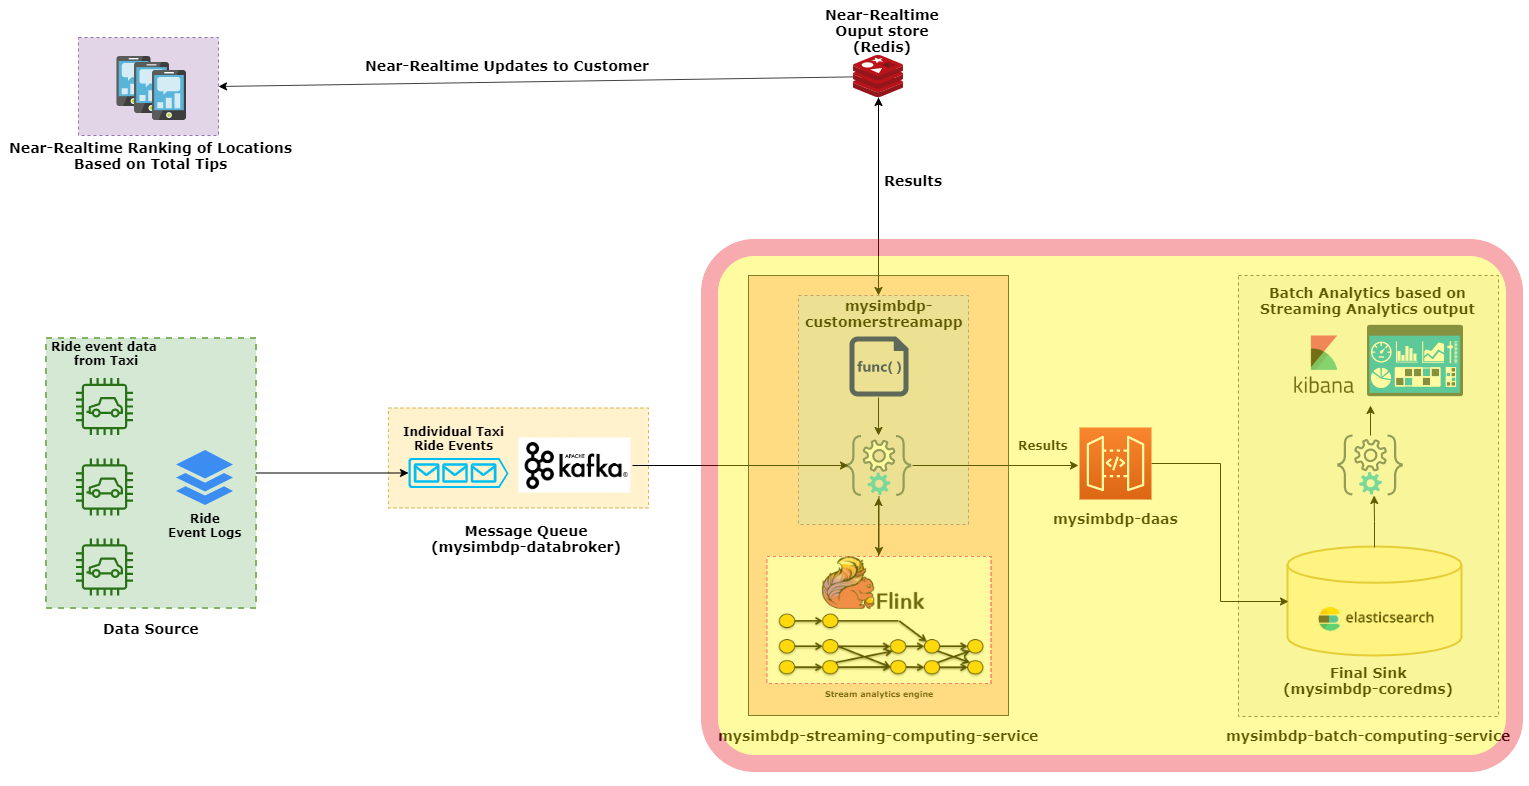 Near-Realtime
Ouput store
(Redis)
Near-Realtime Updates to Customer
Near-Realtime Ranking of Locations
Based on Total Tips
Results
mysimbdp-
customerstreamapp
func( )
Batch Analytics based on
Streaming Analytics output
kibana
Ride event data
from Taxi
Ride
Event Logs
Data Source
Individual Taxi
Ride Events
APACHE
kafka®
Message Queue
(mysimbdp-databroker)
Results
mysimbdp-daas
Flink
Stream analytics engine
mysimbdp-streaming-computing-service
elasticsearch
Final Sink
(mysimbdp-coredms)
mysimbdp-batch-computing-service